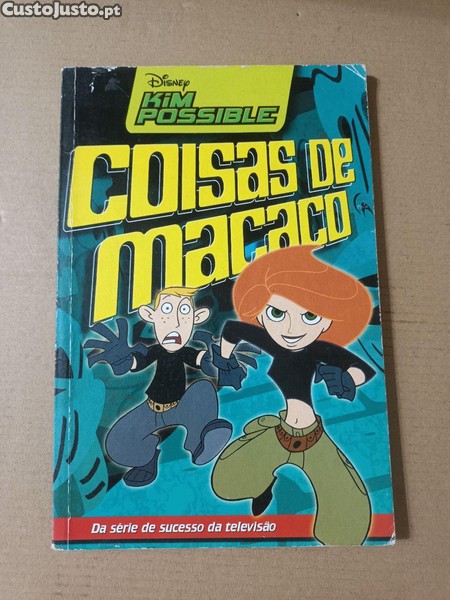 CustoJusto.pt
Disney
KIM
POSSIBLE
COISAS DE
MACACO
Da série de sucesso da televisão